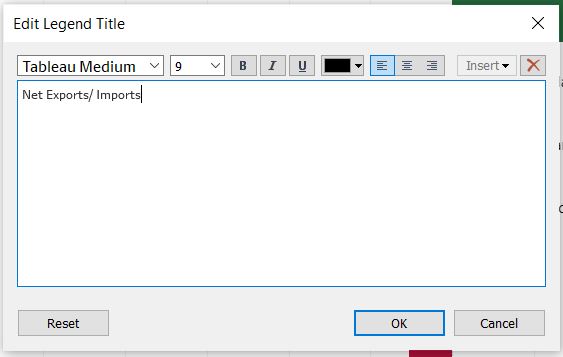 Edit Legend Title
Tableau Medium 9 B I U Insert
Net Exports/ Imports
Reset OK Cancel